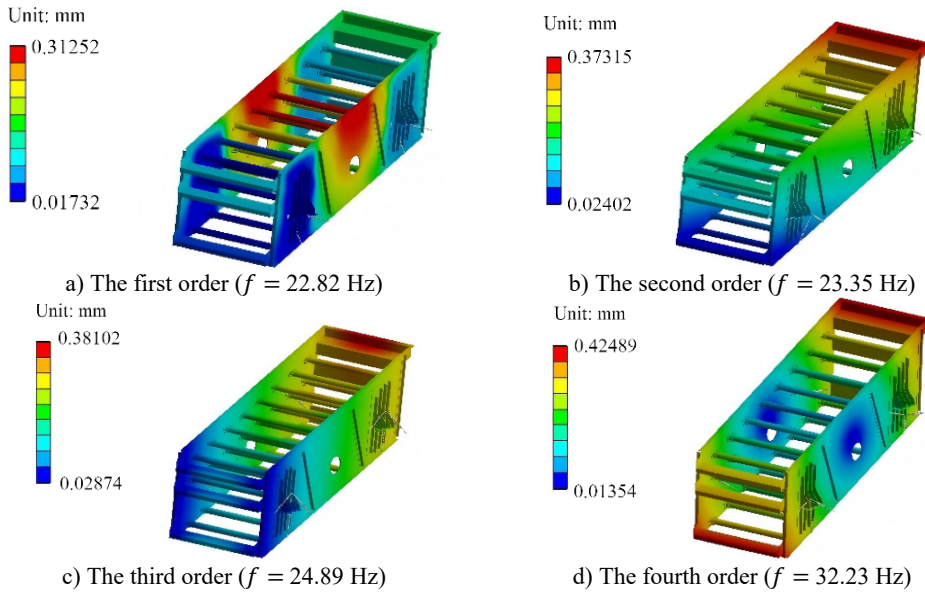 Unit: mm
0.31252
0.01732
a) The first order (f = 22.82 Hz)
Unit: mm
0.37315
0.02402
b) The second order (f = 23.35 Hz)
Unit: mm
0.38102
0.02874
c) The third order (f = 24.89 Hz)
Unit: mm
0.42489
0.01354
d) The fourth order (f = 32.23 Hz)